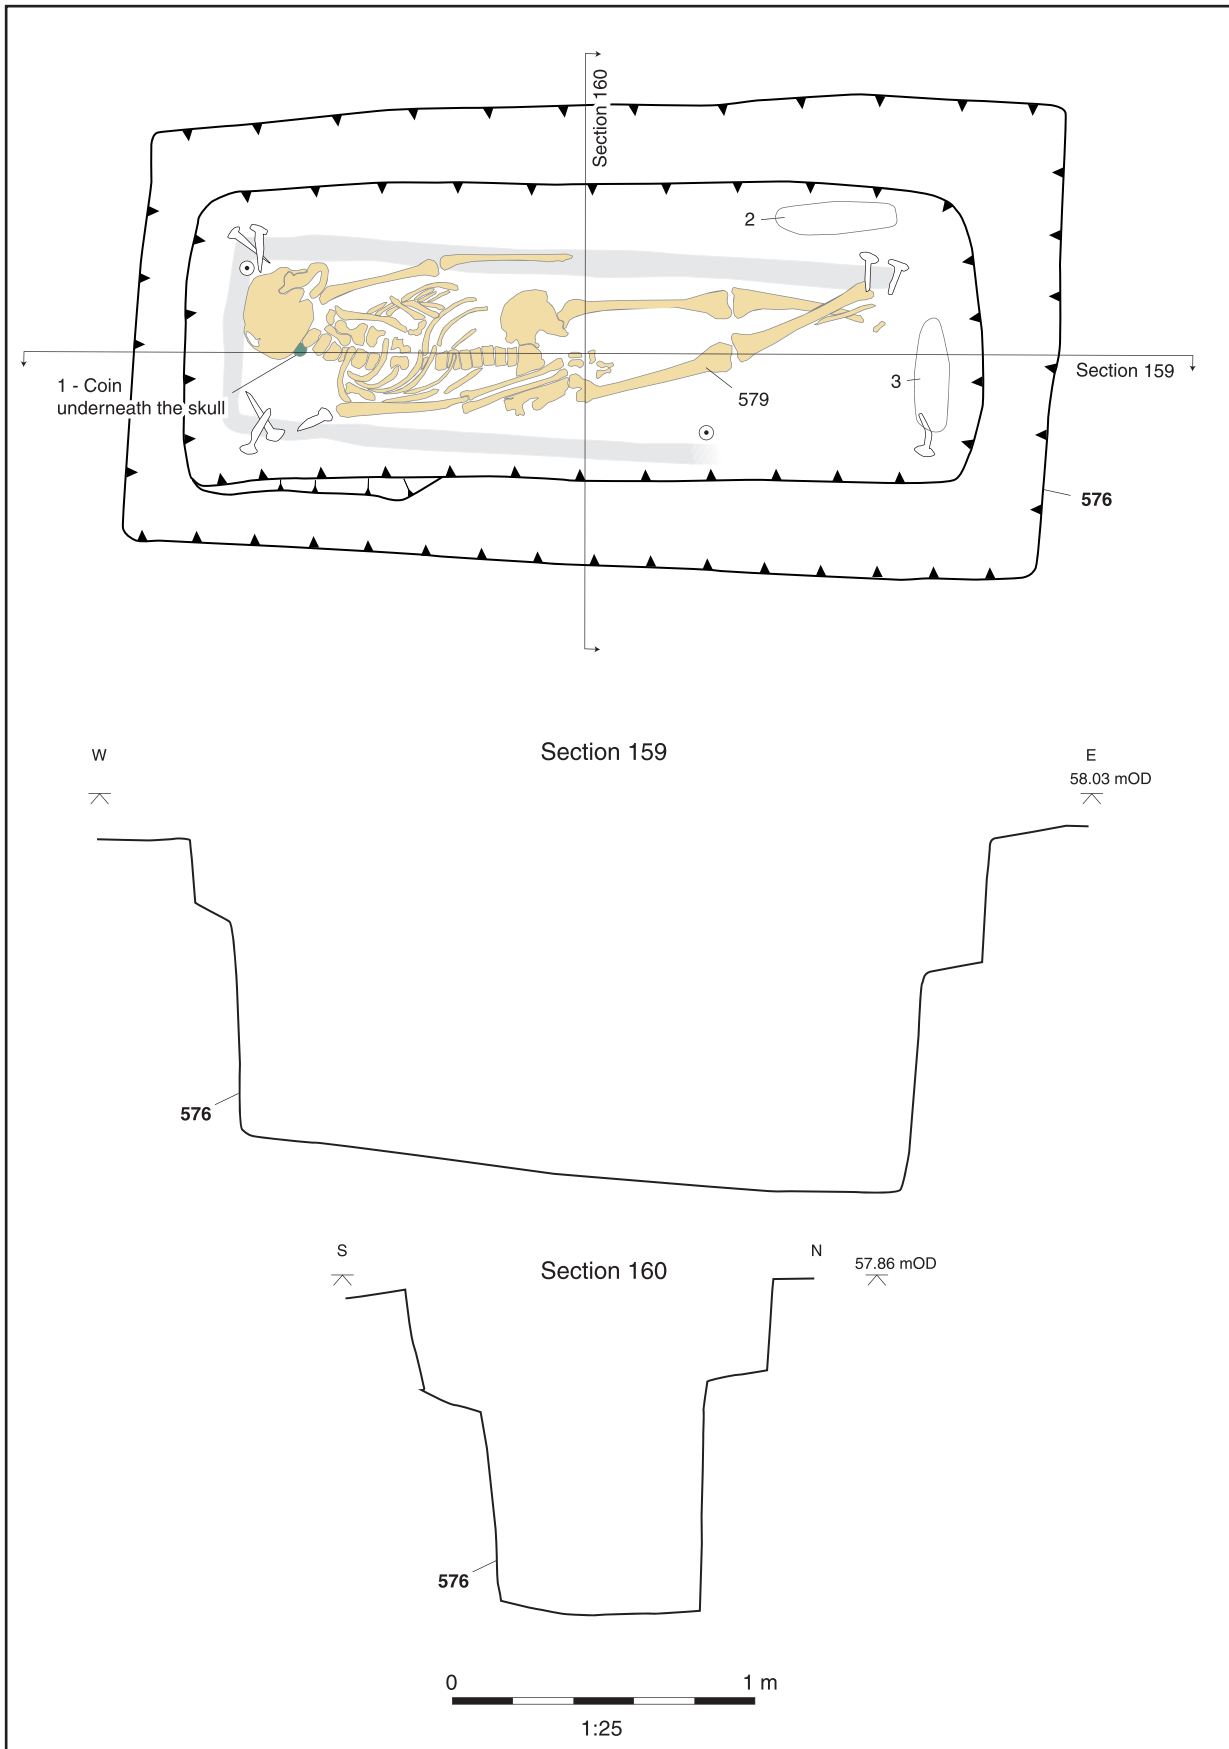 Section 160
2
1 - Coin
underneath the skull
3
Section 159
579
576
Section 159
W
E
58.03 mOD
576
S
Section 160
N
57.86 mOD
576
0
1 m
1:25